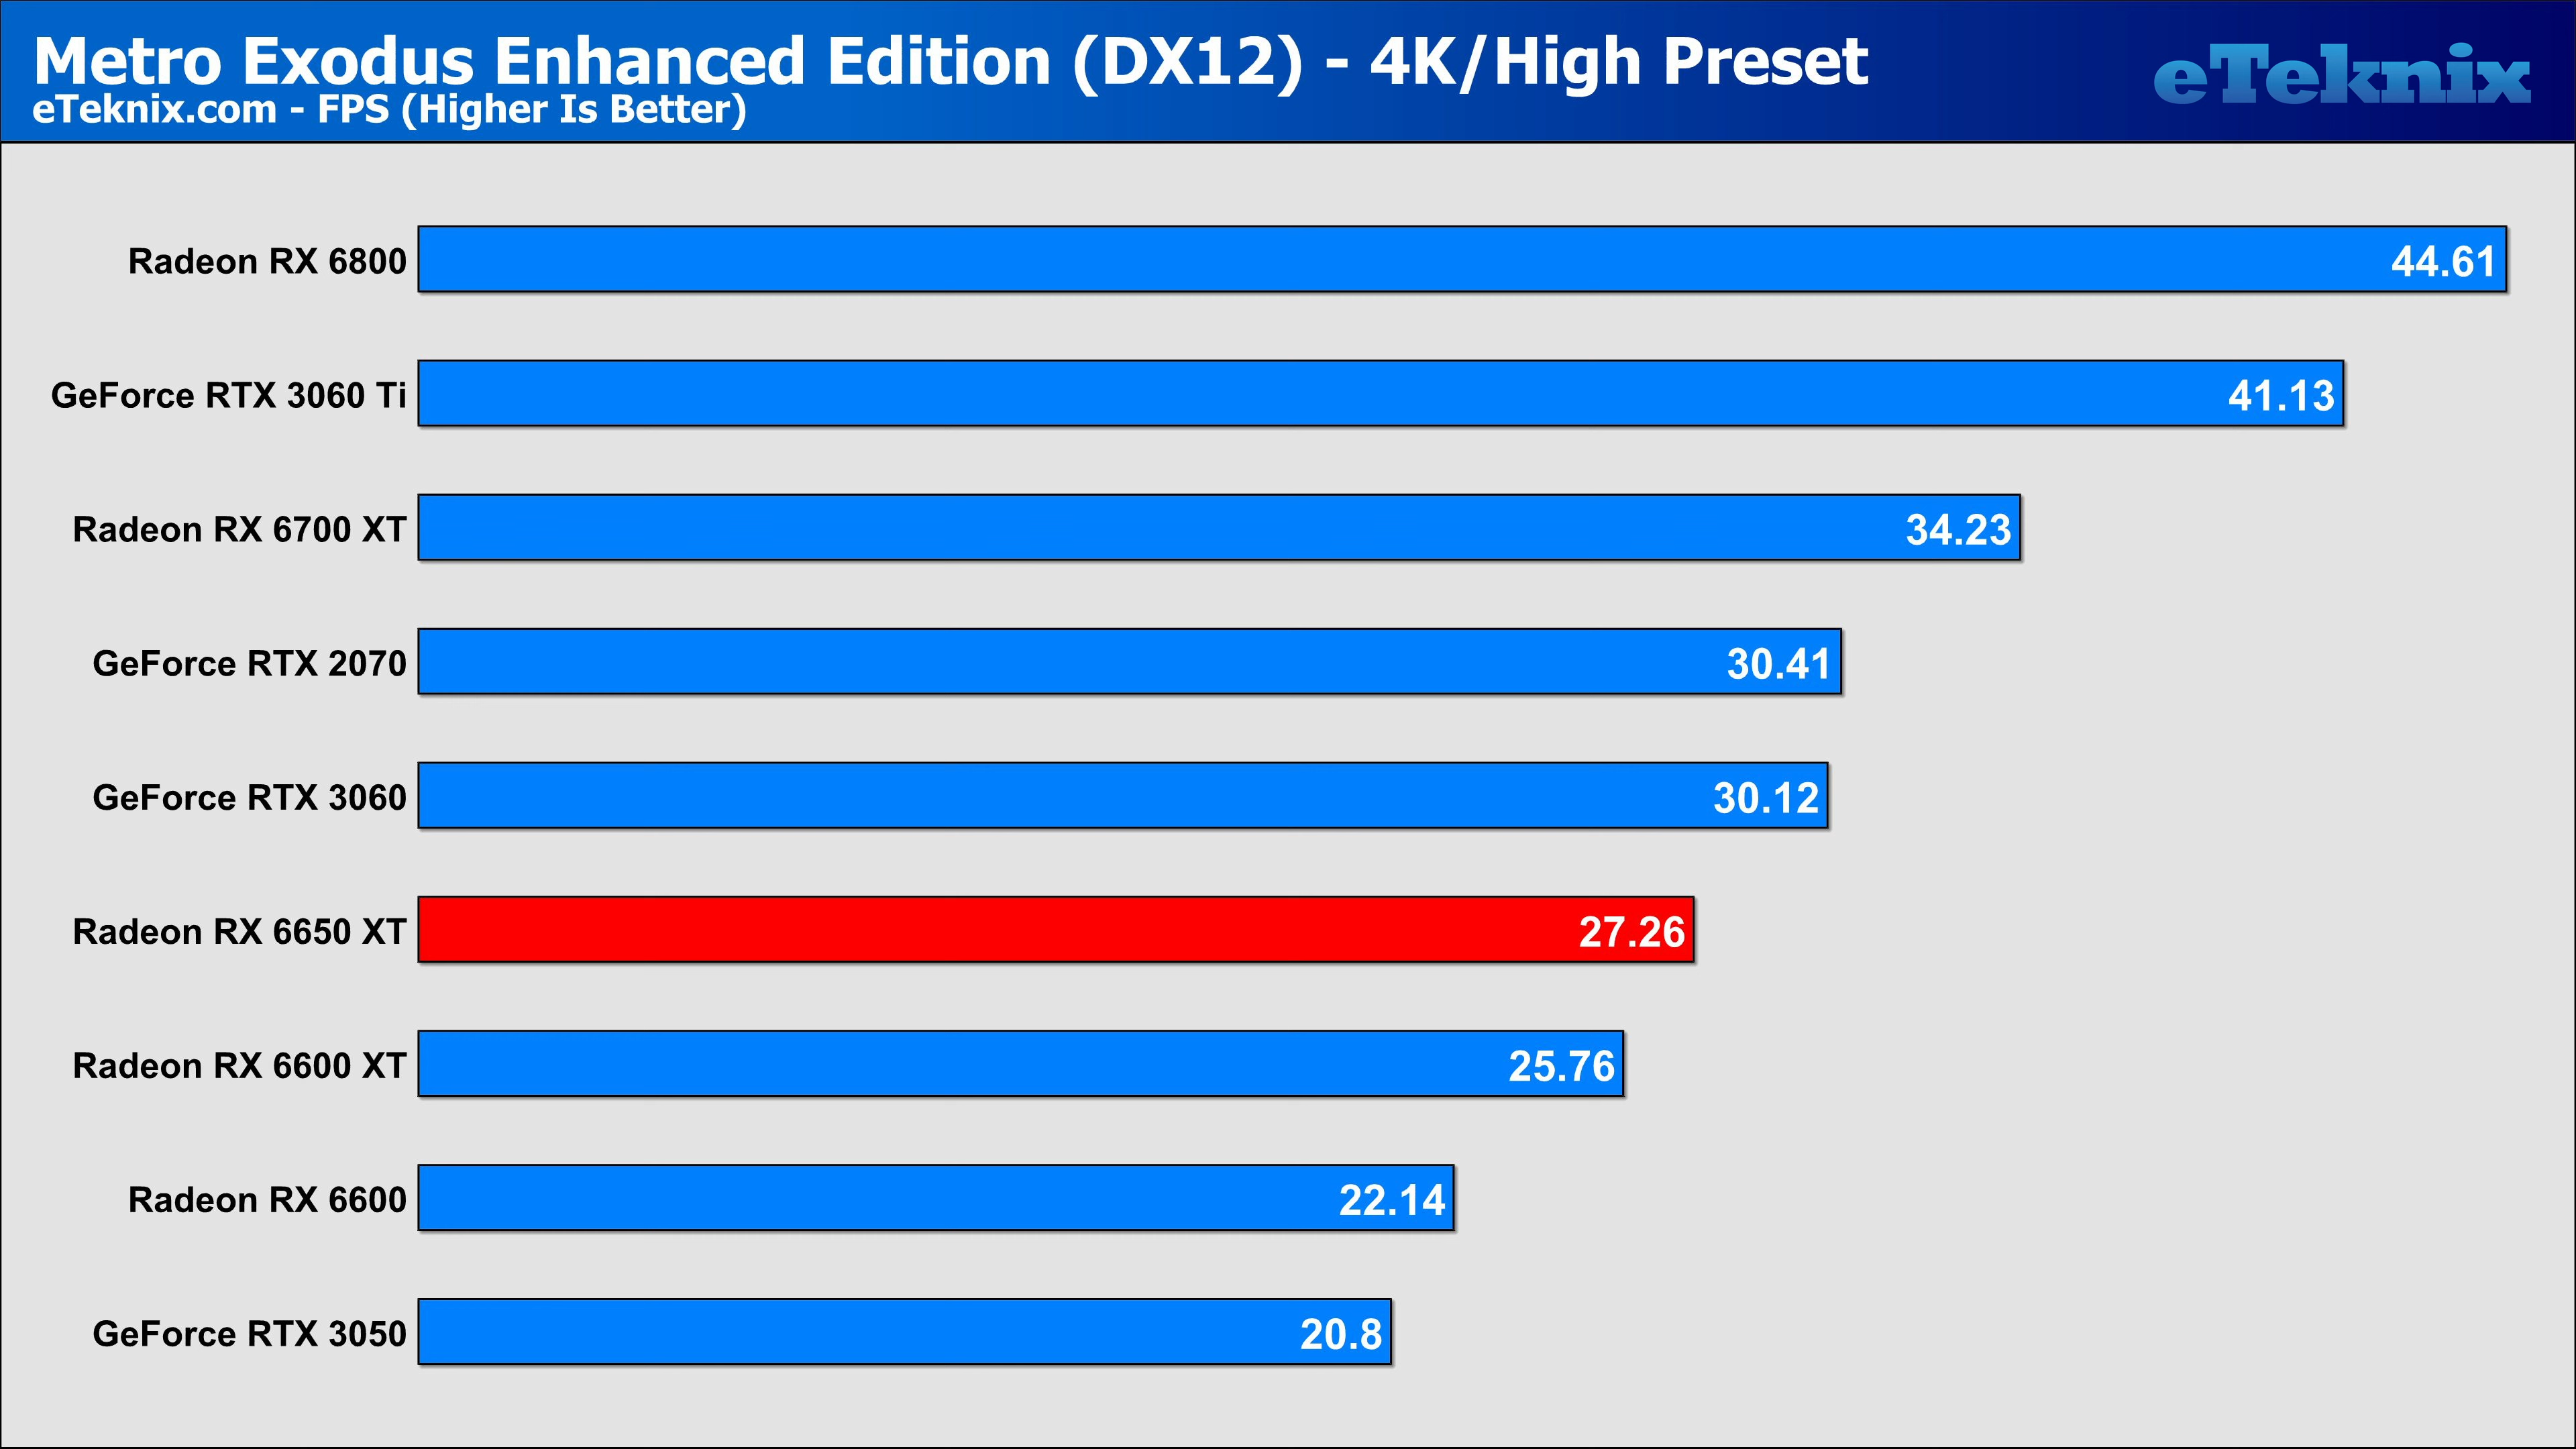 Metro Exodus Enhanced Edition (DX12) - 4K/High Preset
eTeknix.com - FPS (Higher Is Better)
eTeknix
Radeon RX 6800 44.61
GeForce RTX 3060 Ti 41.13
Radeon RX 6700 XT 34.23
GeForce RTX 2070 30.41
GeForce RTX 3060 30.12
Radeon RX 6650 XT 27.26
Radeon RX 6600 XT 25.76
Radeon RX 6600 22.14
GeForce RTX 3050 20.8